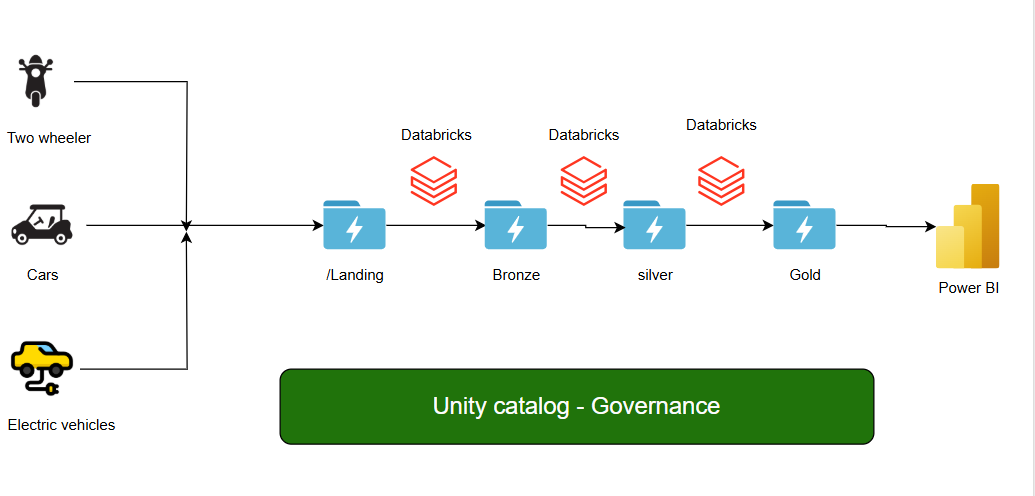 Databricks
Databricks
Databricks
Two wheeler
Cars
/Landing
Bronze
silver
Gold
Power BI
Electric vehicles
Unity catalog - Governance